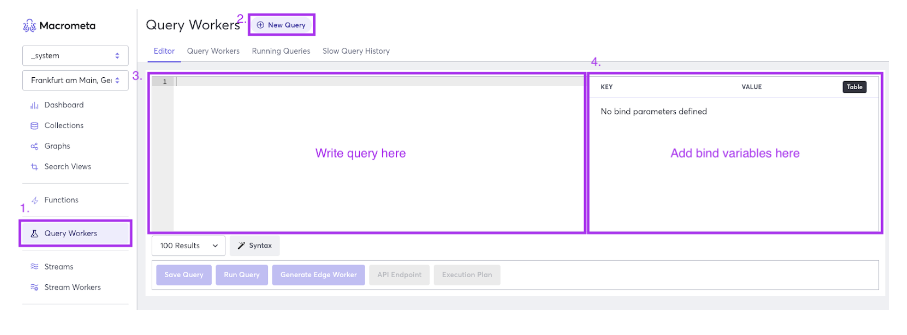 Macrometa
_system
Frankfurt am Main, Ger
Dashboard
Collections
Graphs
Search Views
Functions
1.
Query Workers
Streams
Stream Workers
Query Workers
2.
New Query
Editor
Query Workers
Running Queries
Slow Query History
3.
1
Write query here
4.
KEY
VALUE
Table
No bind parameters defined
Add bind variables here
100 Results
Syntax
Save Query
Run Query
Generate Edge Worker
API Endpoint
Execution Plan